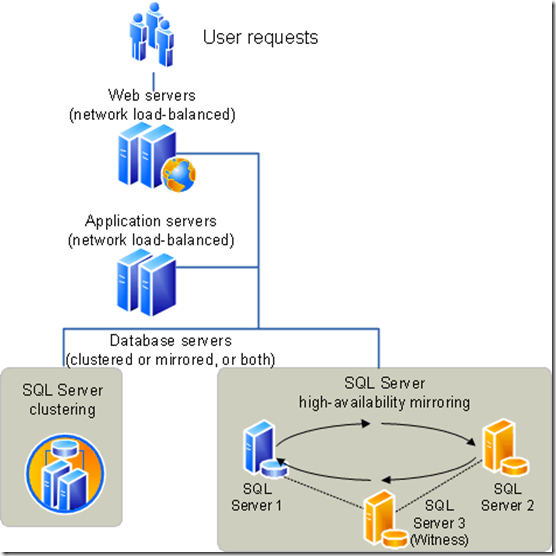 User requests
Web servers
(network load-balanced)
Application servers
(network load-balanced)
Database servers
(clustered or mirrored, or both)
SQL Server
clustering
SQL Server
high-availability mirroring
SQL
Server 1
SQL
Server 2
SQL
Server 3
(Witness)